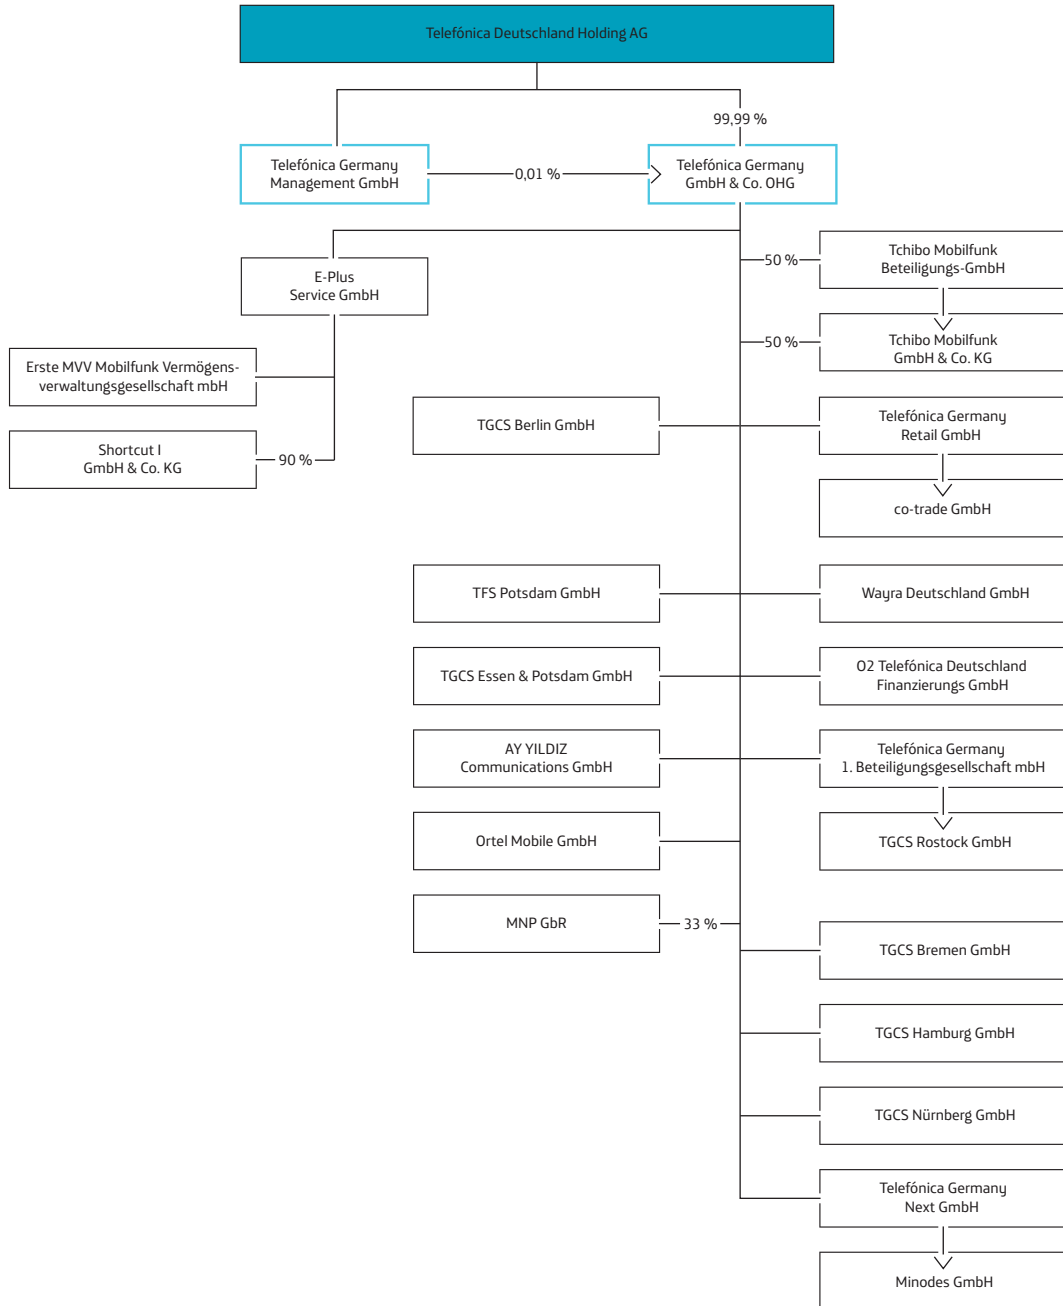 Telefónica Deutschland Holding AG
99,99 %
Telefónica Germany
Management GmbH
0,01 %
Telefónica Germany
GmbH & Co. OHG
E-Plus
Service GmbH
50 %
Tchibo Mobilfunk
Beteiligungs-GmbH
50 %
Tchibo Mobilfunk
GmbH & Co. KG
Erste MVV Mobilfunk Vermögens-
verwaltungsgesellschaft mbH
Shortcut I
GmbH & Co. KG
90 %
TGCS Berlin GmbH
Telefónica Germany
Retail GmbH
co-trade GmbH
TFS Potsdam GmbH
Wayra Deutschland GmbH
TGCS Essen & Potsdam GmbH
O2 Telefónica Deutschland
Finanzierungs GmbH
AY YILDIZ
Communications GmbH
Telefónica Germany
1. Beteiligungsgesellschaft mbH
Ortel Mobile GmbH
TGCS Rostock GmbH
MNP GbR
33 %
TGCS Bremen GmbH
TGCS Hamburg GmbH
TGCS Nürnberg GmbH
Telefónica Germany
Next GmbH
Minodes GmbH